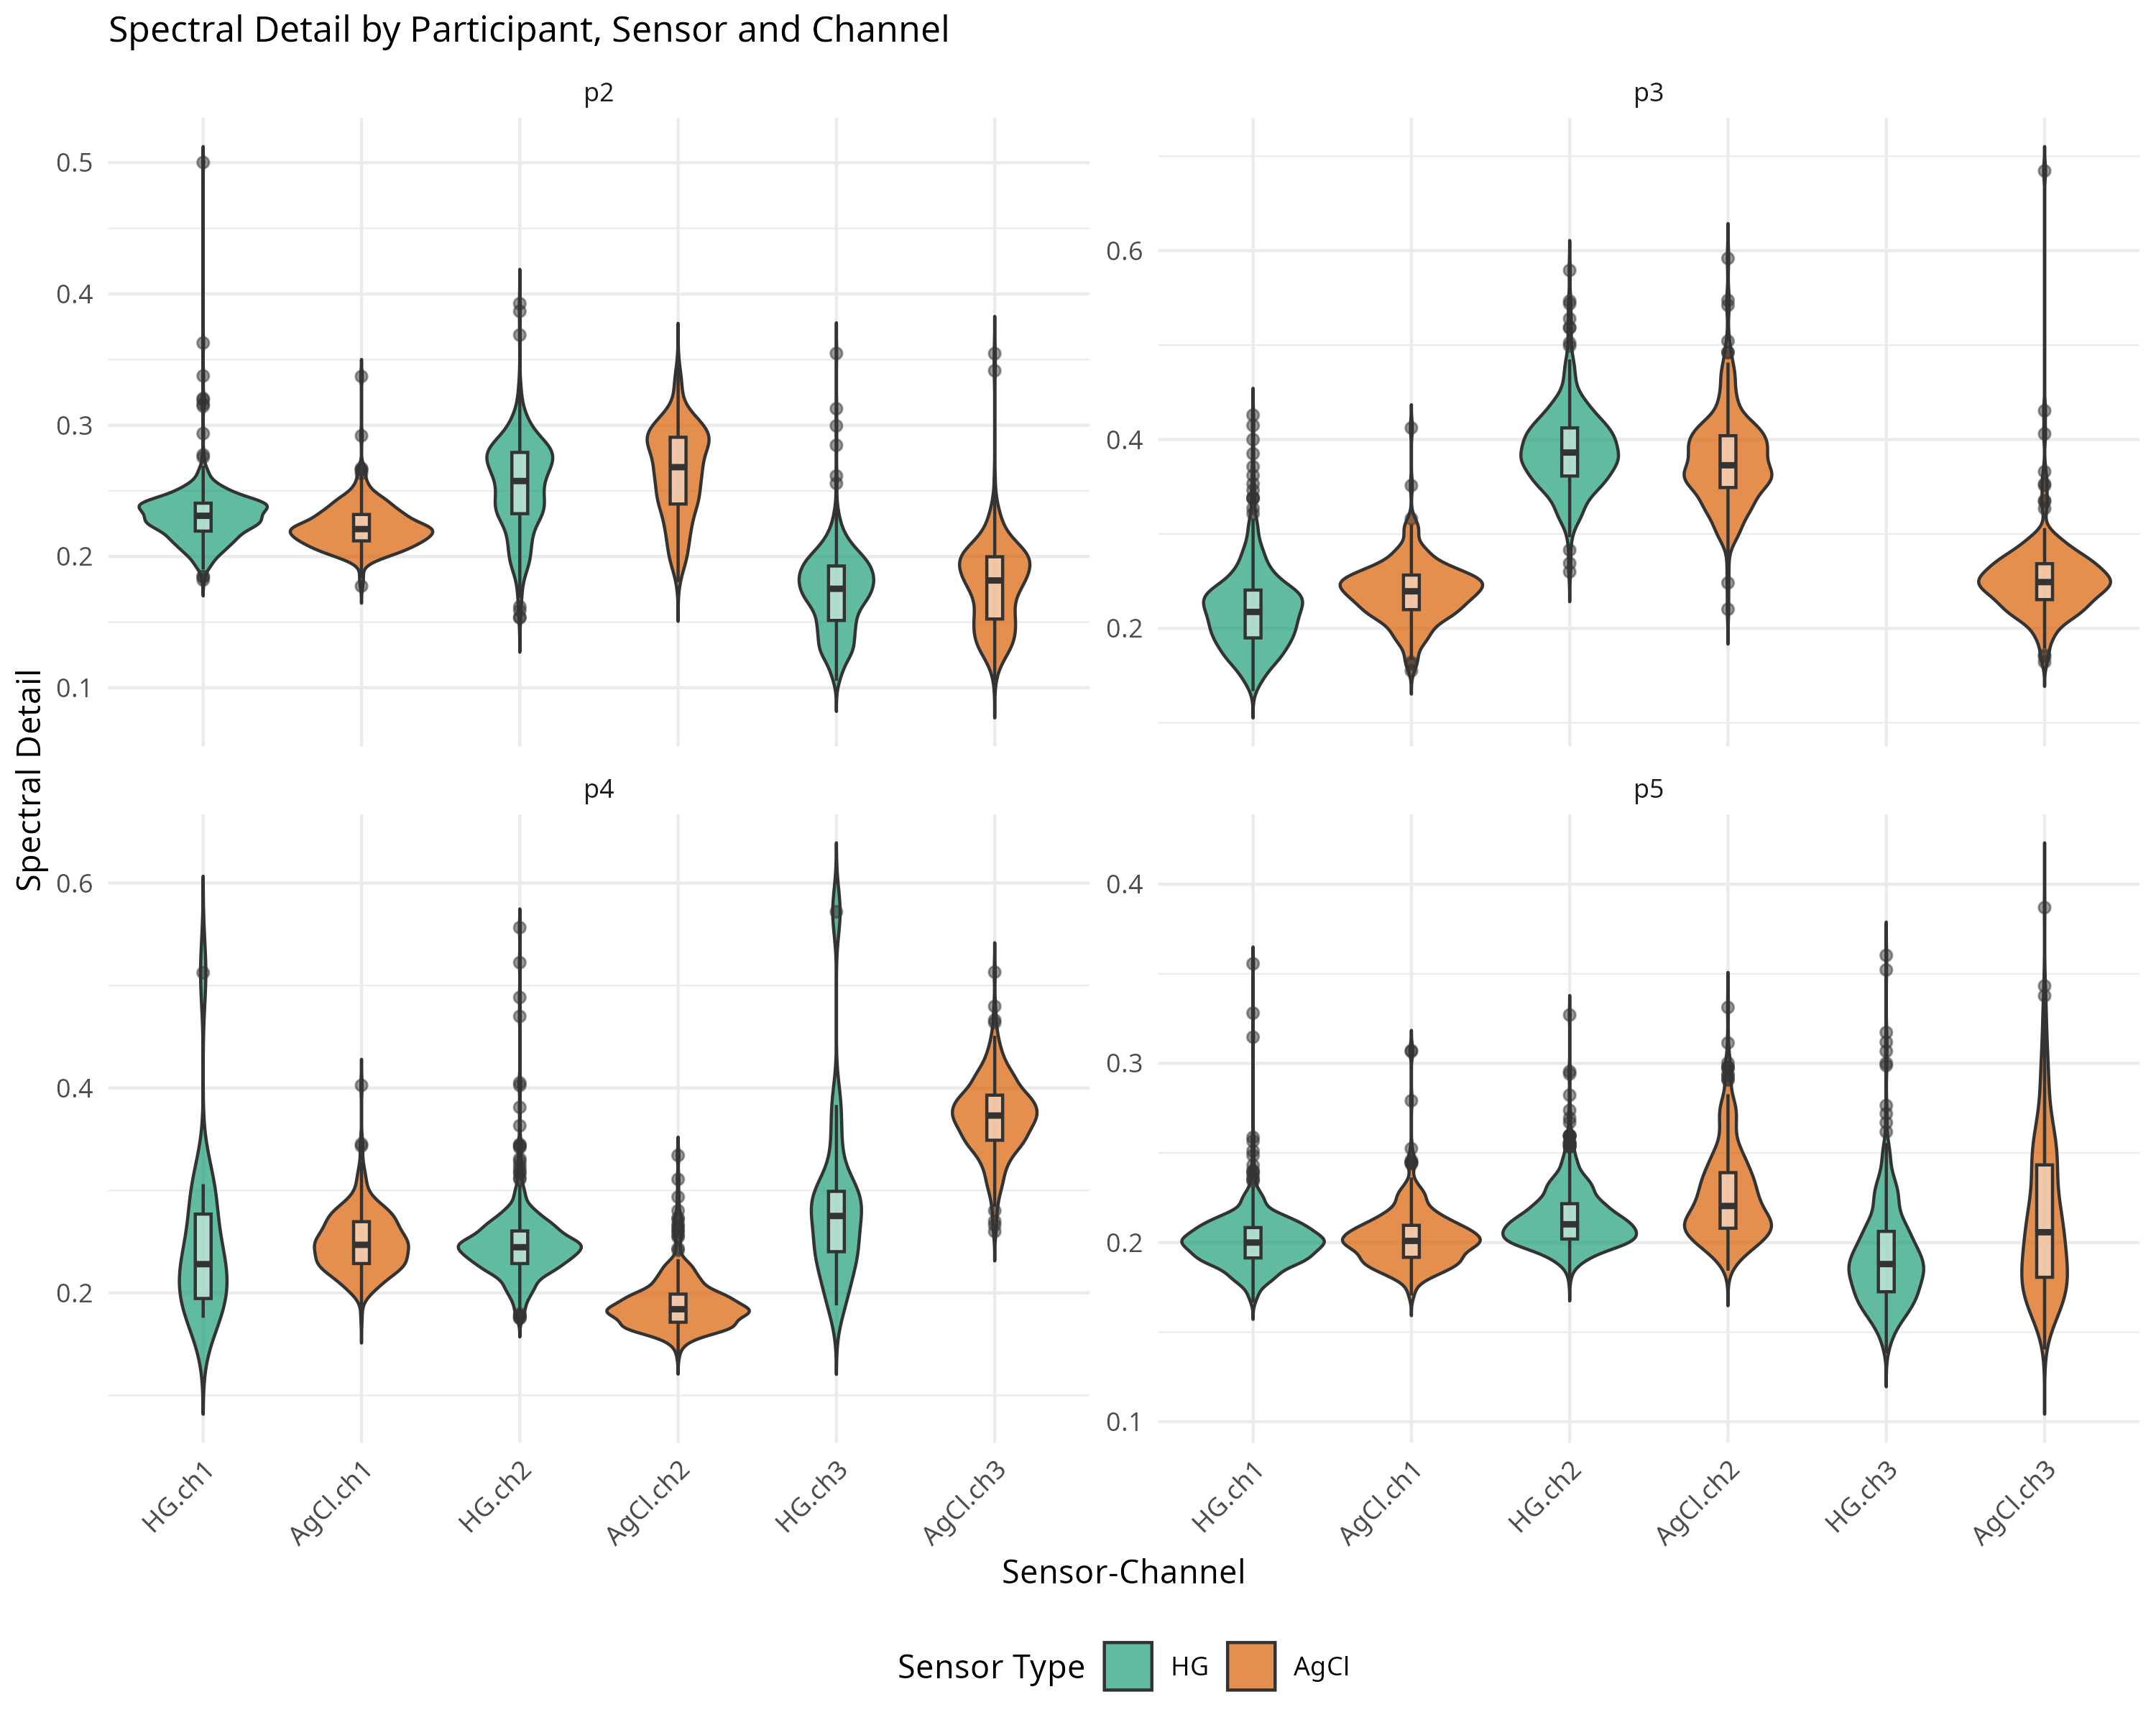 Spectral Detail by Participant, Sensor and Channel
p2
p3
0.5
0.4
0.3
0.2
0.1
0.6
0.4
0.2
Spectral Detail
p4
p5
0.6
0.4
0.2
0.4
0.3
0.2
0.1
HG.ch1
AgCl.ch1
HG.ch2
AgCl.ch2
HG.ch3
AgCl.ch3
HG.ch1
AgCl.ch1
HG.ch2
AgCl.ch2
HG.ch3
AgCl.ch3
Sensor-Channel
Sensor Type HG AgCl